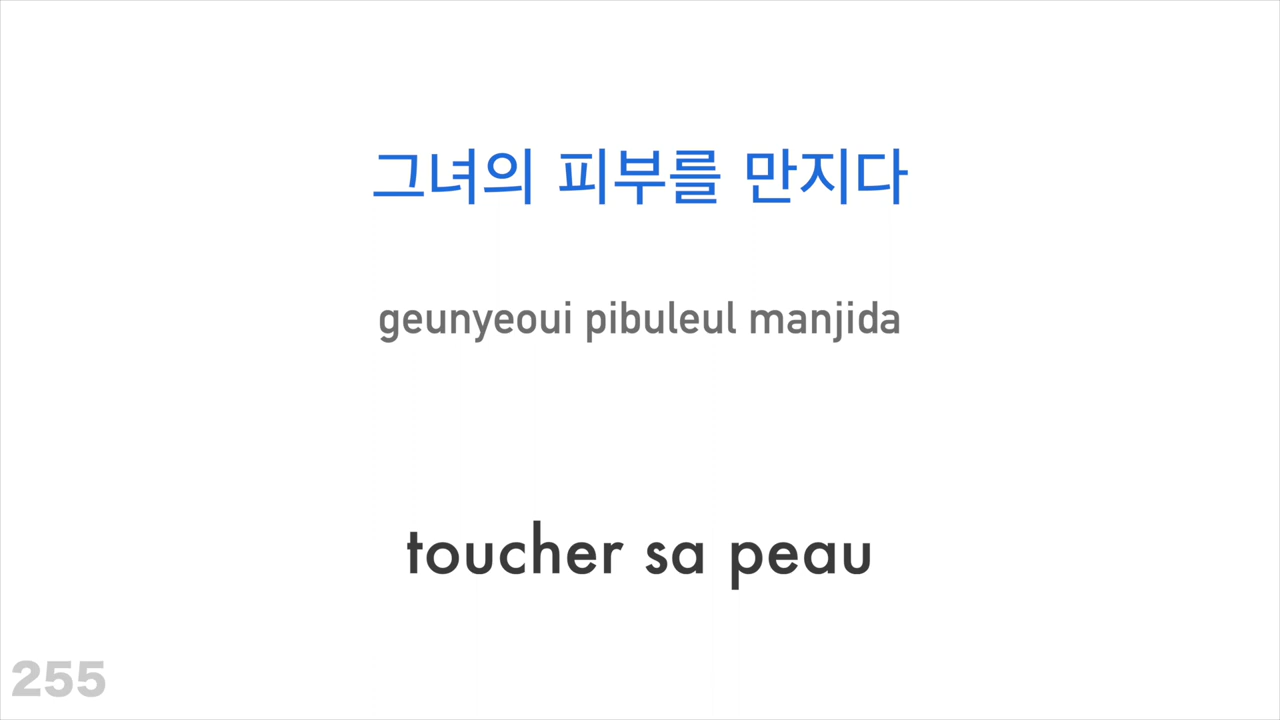 그녀의 피부를 만지다
geunyeoui pibuleul manjida
toucher sa peau
255